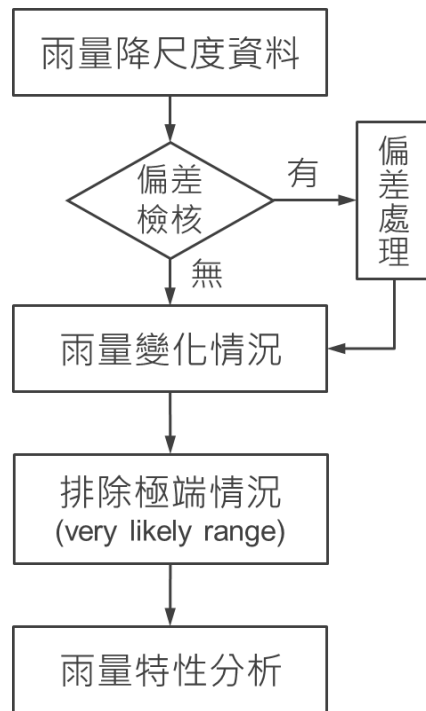 雨量降尺度資料
偏差
檢核
有
偏差處理
無
雨量變化情況
排除極端情況
(very likely range)
雨量特性分析